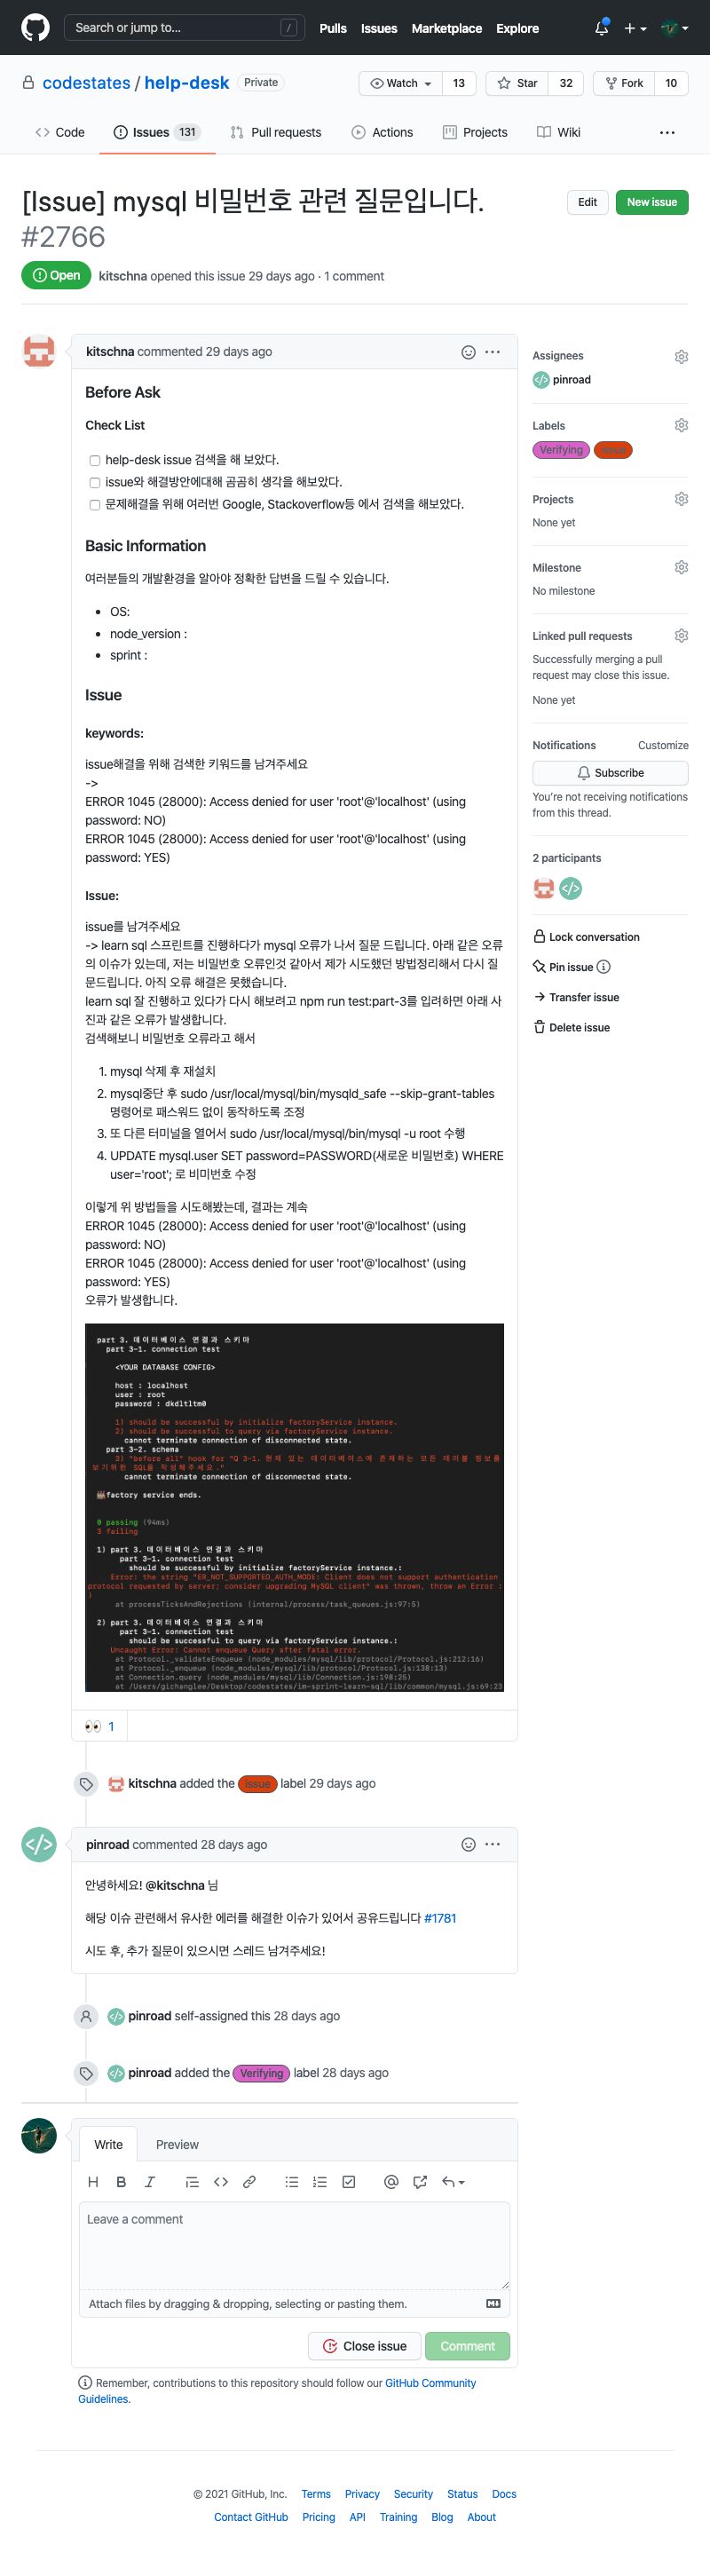 Search or jump to... /
Pulls Issues Marketplace Explore
codestates / help-desk Private
Watch 13 Star 32 Fork 10
Code Issues 131 Pull requests Actions Projects Wiki
[Issue] mysql 비밀번호 관련 질문입니다.
#2766
Edit New issue
Open kitschna opened this issue 29 days ago · 1 comment
kitschna commented 29 days ago
Before Ask
Check List
help-desk issue 검색을 해 보았다.
issue와 해결방안에대해 곰곰히 생각을 해보았다.
문제해결을 위해 여러번 Google, Stackoverflow등 에서 검색을 해보았다.
Basic Information
여러분들의 개발환경을 알아야 정확한 답변을 드릴 수 있습니다.
• OS:
• node_version :
• sprint :
Issue
keywords:
issue해결을 위해 검색한 키워드를 남겨주세요
->
ERROR 1045 (28000): Access denied for user 'root'@'localhost' (using
password: NO)
ERROR 1045 (28000): Access denied for user 'root'@'localhost' (using
password: YES)
Issue:
issue를 남겨주세요
-> learn sql 스프린트를 진행하다가 mysql 오류가 나서 질문 드립니다. 아래 같은 오류
의 이슈가 있는데, 저는 비밀번호 오류인것 같아서 제가 시도했던 방법정리해서 다시 질
문드립니다. 아직 오류 해결은 못했습니다.
learn sql 잘 진행하고 있다가 다시 해보려고 npm run test:part-3를 입려하면 아래 사
진과 같은 오류가 발생합니다.
검색해보니 비밀번호 오류라고 해서
1. mysql 삭제 후 재설치
2. mysql중단 후 sudo /usr/local/mysql/bin/mysqld_safe --skip-grant-tables
명령어로 패스워드 없이 동작하도록 조정
3. 또 다른 터미널을 열어서 sudo /usr/local/mysql/bin/mysql -u root 수행
4. UPDATE mysql.user SET password=PASSWORD(새로운 비밀번호) WHERE
user='root'; 로 비미번호 수정
이렇게 위 방법들을 시도해봤는데, 결과는 계속
ERROR 1045 (28000): Access denied for user 'root'@'localhost' (using
password: NO)
ERROR 1045 (28000): Access denied for user 'root'@'localhost' (using
password: YES)
오류가 발생합니다.
part 3. 데이터베이스 연결과 스키마
part 3-1. connection test
<YOUR DATABASE CONFIG>
host : localhost
user : root
password : dkdltltm0
1) should be successful by initialize factoryService instance.
2) should be successful to query via factoryService instance.
cannot terminate connection of disconnected state.
part 3-2. schema
3) "before all" hook for "Q 3-1. 현재 있는 데이터베이스에 존재하는 모든 테이블 정보를
보기위한 SQL을 작성해주세요."
cannot terminate connection of disconnected state.
factory service ends.
0 passing (94ms)
3 failing
1) part 3. 데이터베이스 연결과 스키마
part 3-1. connection test
should be successful by initialize factoryService instance.:
Error: the string "ER_NOT_SUPPORTED_AUTH_MODE: Client does not support authentication
protocol requested by server; consider upgrading MySQL client" was thrown, throw an Error :
)
at processTicksAndRejections (internal/process/task_queues.js:97:5)
2) part 3. 데이터베이스 연결과 스키마
part 3-1. connection test
should be successful to query via factoryService instance.:
Uncaught Error: Cannot enqueue Query after fatal error.
at Protocol._validateEnqueue (node_modules/mysql/lib/protocol/Protocol.js:212:16)
at Protocol._enqueue (node_modules/mysql/lib/protocol/Protocol.js:138:13)
at Connection.query (node_modules/mysql/lib/Connection.js:198:25)
at /Users/gichanglee/Desktop/codestates/im-sprint-learn-sql/lib/common/mysql.js:69:23
1
kitschna added the issue label 29 days ago
pinroad commented 28 days ago
안녕하세요! @kitschna 님
해당 이슈 관련해서 유사한 에러를 해결한 이슈가 있어서 공유드립니다 #1781
시도 후, 추가 질문이 있으시면 스레드 남겨주세요!
pinroad self-assigned this 28 days ago
pinroad added the Verifying label 28 days ago
Write Preview
Leave a comment
Attach files by dragging & dropping, selecting or pasting them.
Close issue Comment
Remember, contributions to this repository should follow our GitHub Community
Guidelines.
Assignees
pinroad
Labels
Verifying issue
Projects
None yet
Milestone
No milestone
Linked pull requests
Successfully merging a pull
request may close this issue.
None yet
Notifications Customize
Subscribe
You're not receiving notifications
from this thread.
2 participants
Lock conversation
Pin issue
Transfer issue
Delete issue
© 2021 GitHub, Inc. Terms Privacy Security Status Docs
Contact GitHub Pricing API Training Blog About